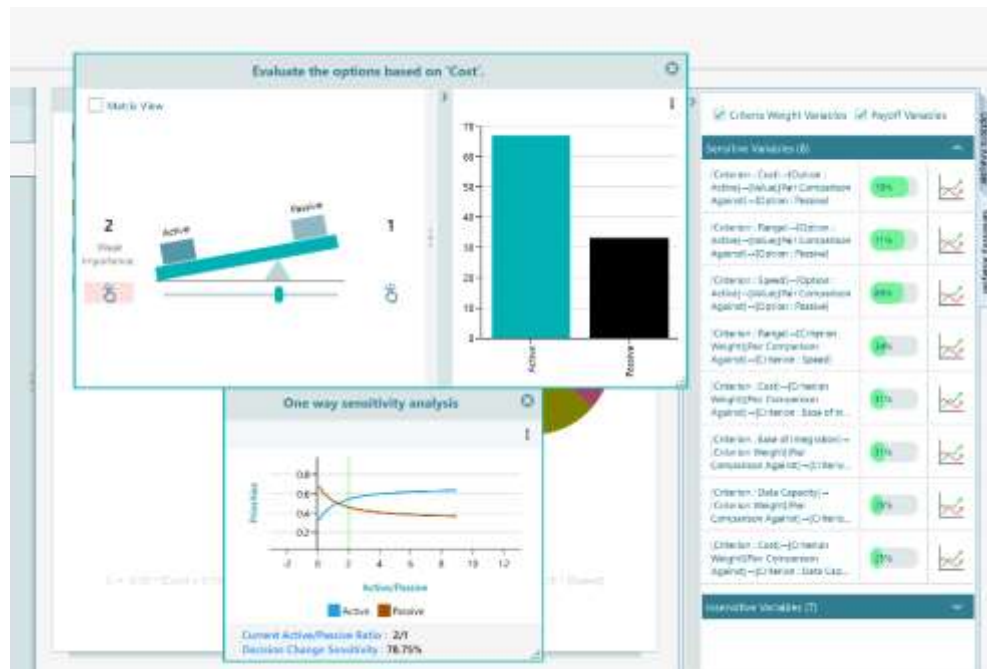 Evaluate the options based on 'Cost'.
Matrix View
2
Weak
Importance
Active
Passive
1
70
60
50
40
30
20
10
0
Active
Passive
One way sensitivity analysis
0.8
0.6
0.4
0.2
-2
0
2
4
6
8
10
12
Active/Passive
Active
Passive
Current Active/Passive Ratio : 2/1
Decision Change Sensitivity : 78.75%
Criteria Weight Variables
Payoff Variables
Sensitive Variables (8)
(Criterion : Cost)→(Option :
Active)→(Value)(Pair Comparison
Against)→(Option : Passive)
(Criterion : Range)→(Option :
Active)→(Value)(Pair Comparison
Against)→(Option : Passive)
(Criterion : Speed)→(Option :
Active)→(Value)(Pair Comparison
Against)→(Option : Passive)
(Criterion : Range)→(Criterion
Weight)(Pair Comparison
Against)→(Criterion : Speed)
(Criterion : Cost)→(Criterion
Weight)(Pair Comparison
Against)→(Criterion : Ease of In...
(Criterion : Ease of Integration)→
(Criterion Weight)(Pair
Comparison Against)→(Criterio...
(Criterion : Data Capacity)→
(Criterion Weight)(Pair
Comparison Against)→(Criterio...
(Criterion : Cost)→(Criterion
Weight)(Pair Comparison
Against)→(Criterion : Data Cap...
Insensitive Variables (7)